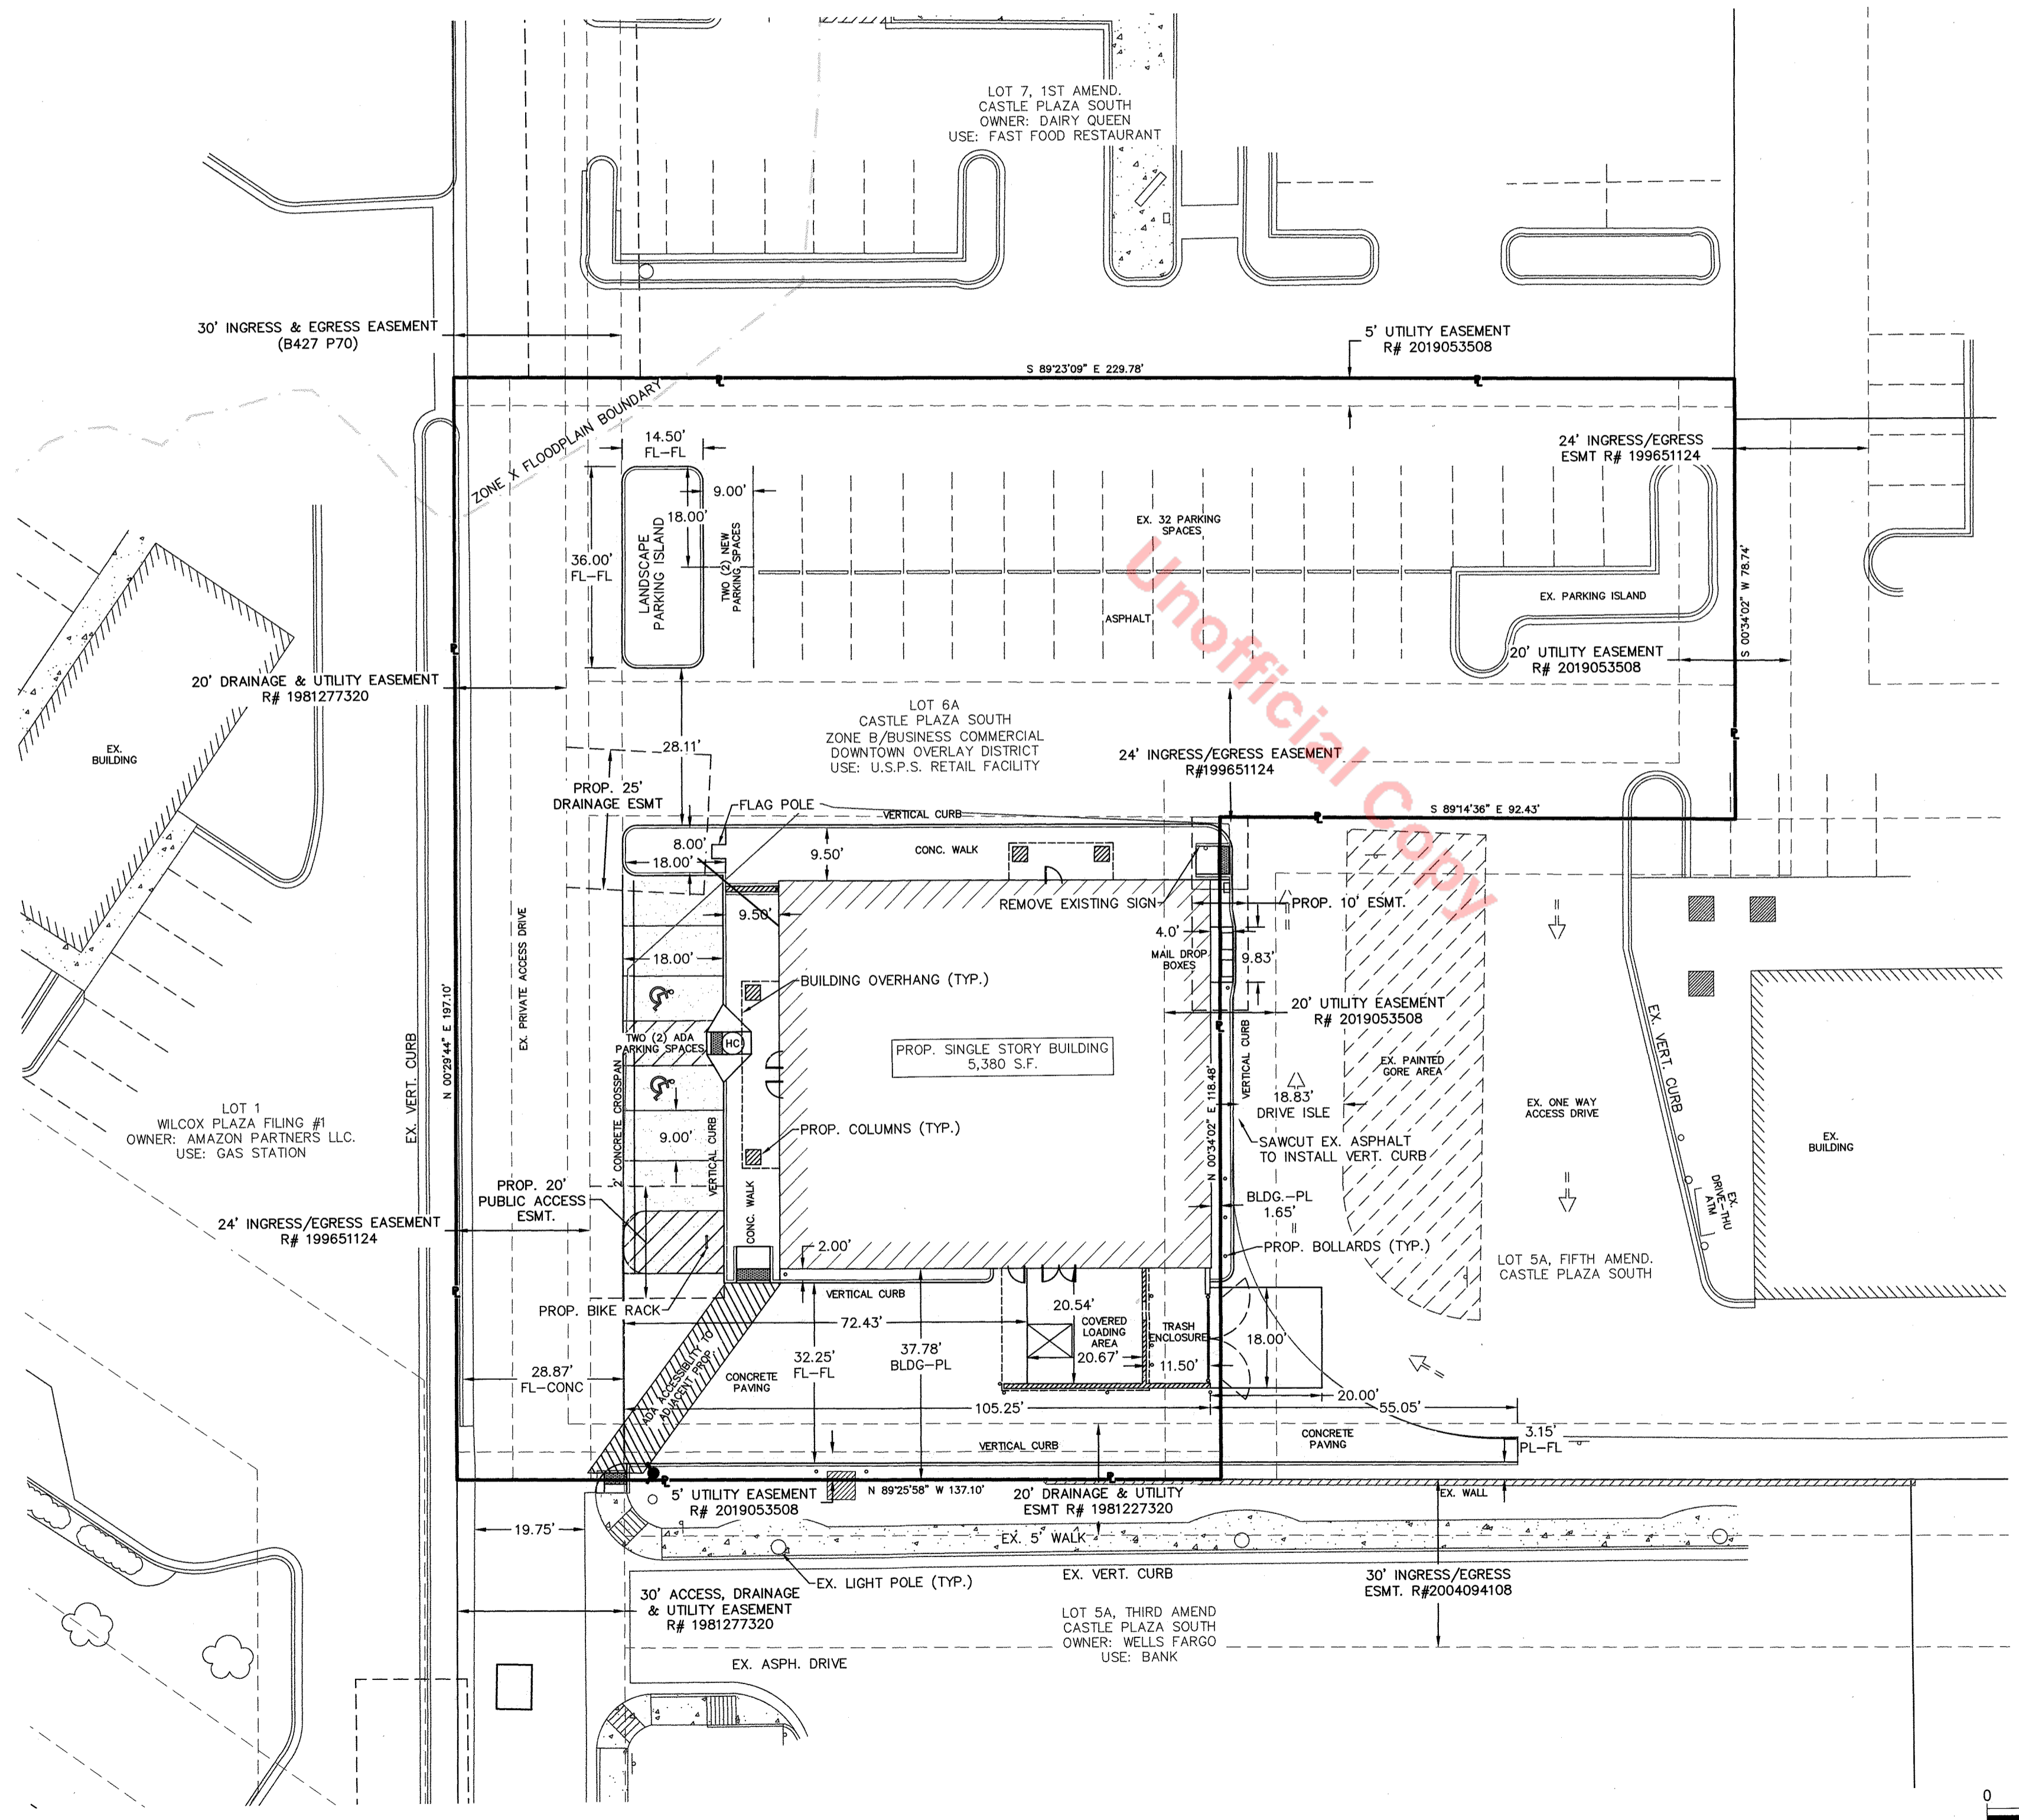 LOT 7, 1ST AMEND.
CASTLE PLAZA SOUTH
OWNER: DAIRY QUEEN
USE: FAST FOOD RESTAURANT
30' INGRESS & EGRESS EASEMENT
(B427 P70)
5' UTILITY EASEMENT
R# 2019053508
S 89°23'09" E 229.78'
ZONE X FLOODPLAIN BOUNDARY
14.50'
FL-FL
24' INGRESS/EGRESS
ESMT R# 199651124
9.00'
18.00'
36.00'
FL-FL
LANDSCAPE
PARKING ISLAND
TWO (2) NEW
PARKING SPACES
EX. 32 PARKING
SPACES
EX. PARKING ISLAND
ASPHALT
S 00°34'02" W 78.74'
20' UTILITY EASEMENT
R# 2019053508
20' DRAINAGE & UTILITY EASEMENT
R# 1981277320
Unofficial Copy
LOT 6A
CASTLE PLAZA SOUTH
ZONE B/BUSINESS COMMERCIAL
DOWNTOWN OVERLAY DISTRICT
USE: U.S.P.S. RETAIL FACILITY
EX.
BUILDING
28.11'
24' INGRESS/EGRESS EASEMENT
R#199651124
PROP. 25'
DRAINAGE ESMT
FLAG POLE
VERTICAL CURB
S 89°14'36" E 92.43'
8.00'
18.00'
9.50'
CONC. WALK
REMOVE EXISTING SIGN
PROP. 10' ESMT.
9.50'
4.0'
MAIL DROP
BOXES
9.83'
EX. PRIVATE ACCESS DRIVE
18.00'
BUILDING OVERHANG (TYP.)
20' UTILITY EASEMENT
R# 2019053508
N 00°29'44" E 197.10'
EX. VERT. CURB
TWO (2) ADA
PARKING SPACES
HC
PROP. SINGLE STORY BUILDING
5,380 S.F.
VERTICAL CURB
EX. PAINTED
GORE AREA
EX. VERT. CURB
18.83'
DRIVE ISLE
EX. ONE WAY
ACCESS DRIVE
N 00°34'02" E 118.48'
LOT 1
WILCOX PLAZA FILING #1
OWNER: AMAZON PARTNERS LLC.
USE: GAS STATION
2' CONCRETE CROSSPAN
9.00'
VERTICAL CURB
PROP. COLUMNS (TYP.)
SAWCUT EX. ASPHALT
TO INSTALL VERT. CURB
EX.
BUILDING
PROP. 20'
PUBLIC ACCESS
ESMT.
CONC. WALK
BLDG.-PL
1.65'
EX.
DRIVE-THU
ATM
24' INGRESS/EGRESS EASEMENT
R# 199651124
2.00'
PROP. BOLLARDS (TYP.)
LOT 5A, FIFTH AMEND.
CASTLE PLAZA SOUTH
PROP. BIKE RACK
VERTICAL CURB
72.43'
20.54'
COVERED
LOADING
AREA
20.67'
TRASH
ENCLOSURE
11.50'
18.00'
ADA ACCESSIBLITY TO
ADJACENT PROP.
32.25'
FL-FL
37.78'
BLDG-PL
28.87'
FL-CONC
CONCRETE
PAVING
20.00'
105.25'
55.05'
VERTICAL CURB
CONCRETE
PAVING
3.15'
PL-FL
5' UTILITY EASEMENT
R# 2019053508
N 89°25'58" W 137.10'
20' DRAINAGE & UTILITY
ESMT R# 1981227320
EX. WALL
19.75'
EX. 5' WALK
EX. LIGHT POLE (TYP.)
EX. VERT. CURB
30' INGRESS/EGRESS
ESMT. R#2004094108
30' ACCESS, DRAINAGE
& UTILITY EASEMENT
R# 1981277320
LOT 5A, THIRD AMEND
CASTLE PLAZA SOUTH
OWNER: WELLS FARGO
USE: BANK
EX. ASPH. DRIVE
0